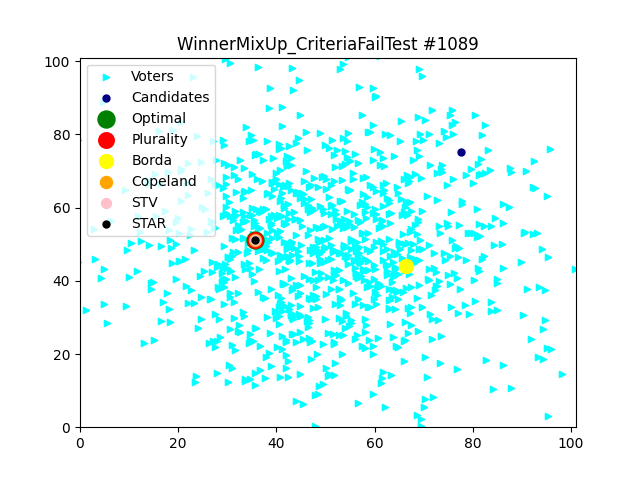 WinnerMixUp_CriteriaFailTest #1089
Voters
Candidates
Optimal
Plurality
Borda
Copeland
STV
STAR
100
80
60
40
20
0
0 20 40 60 80 100